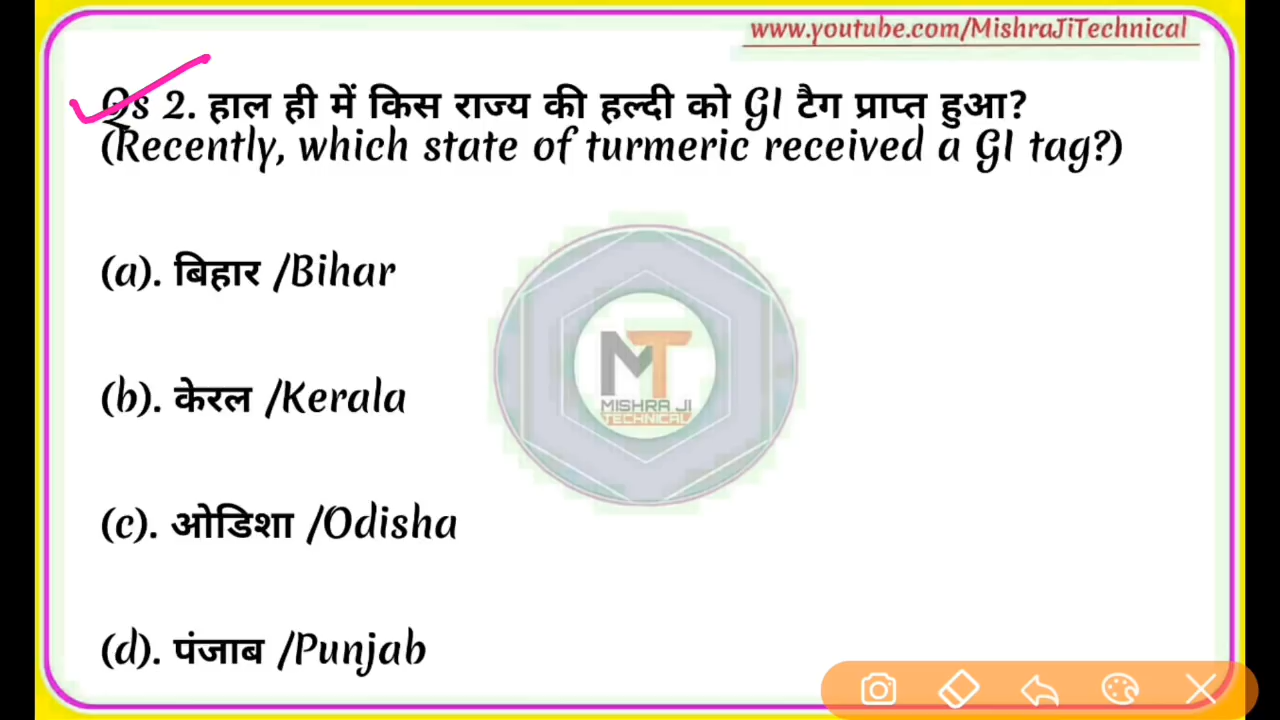 www.youtube.com/MishraJiTechnical
Qs 2. हाल ही में किस राज्य की हल्दी को GI टैग प्राप्त हुआ?
(Recently, which state of turmeric received a GI tag?)
(a). बिहार /Bihar
MT
MISHRA JI
TECHNICAL
(b). केरल /Kerala
(c). ओडिशा /Odisha
(d). पंजाब /Punjab